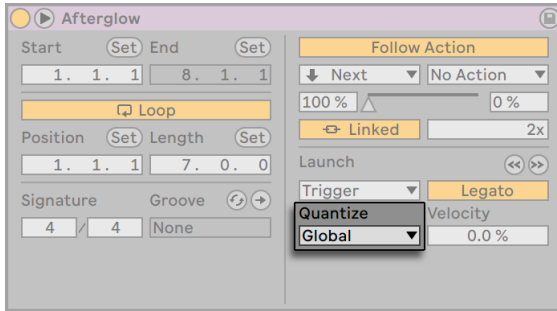 Afterglow
Start Set End Set
1. 1. 1 8. 1. 1
Loop
Position Set Length Set
1. 1. 1 7. 0. 0
Signature Groove
4 / 4 None
Follow Action
Next No Action
100 % 0 %
Linked 2x
Launch
Trigger Legato
Quantize Velocity
Global 0.0 %